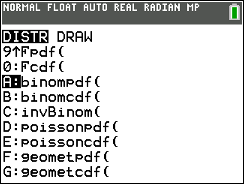 NORMAL FLOAT AUTO REAL RADIAN MP
DISTR DRAW
9↑Fpdf(
0:Fcdf(
A:binompdf(
B:binomcdf(
C:invBinom(
D:poissonpdf(
E:poissoncdf(
F:geometpdf(
G:geometcdf(